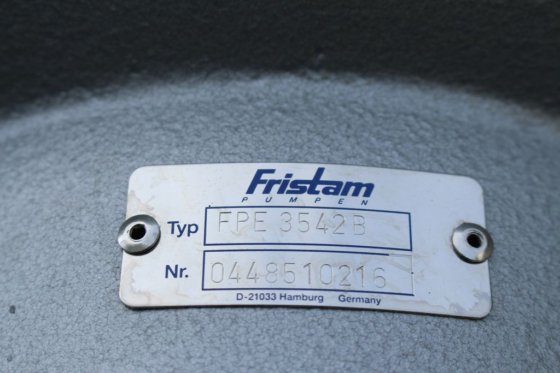 Fristam
PUMPEN
Typ FPE 3542B
Nr. 0448510216
D-21033 Hamburg Germany